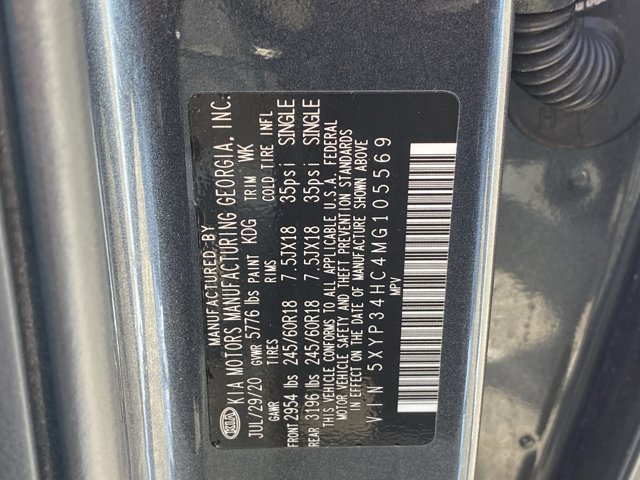 MANUFACTURED BY
KIA KIA MOTORS MANUFACTURING GEORGIA, INC.
JUL/29/20 GVWR 5776 lbs PAINT KDG TRIM WK
GAWR TIRES RIMS COLD TIRE INFL
FRONT 2954 lbs 245/60R18 7.5JX18 35psi SINGLE
REAR 3196 lbs 245/60R18 7.5JX18 35psi SINGLE
THIS VEHICLE CONFORMS TO ALL APPLICABLE U.S.A. FEDERAL
MOTOR VEHICLE SAFETY AND THEFT PREVENTION STANDARDS
IN EFFECT ON THE DATE OF MANUFACTURE SHOWN ABOVE
VIN 5XYP34HC4MG105569
MPV